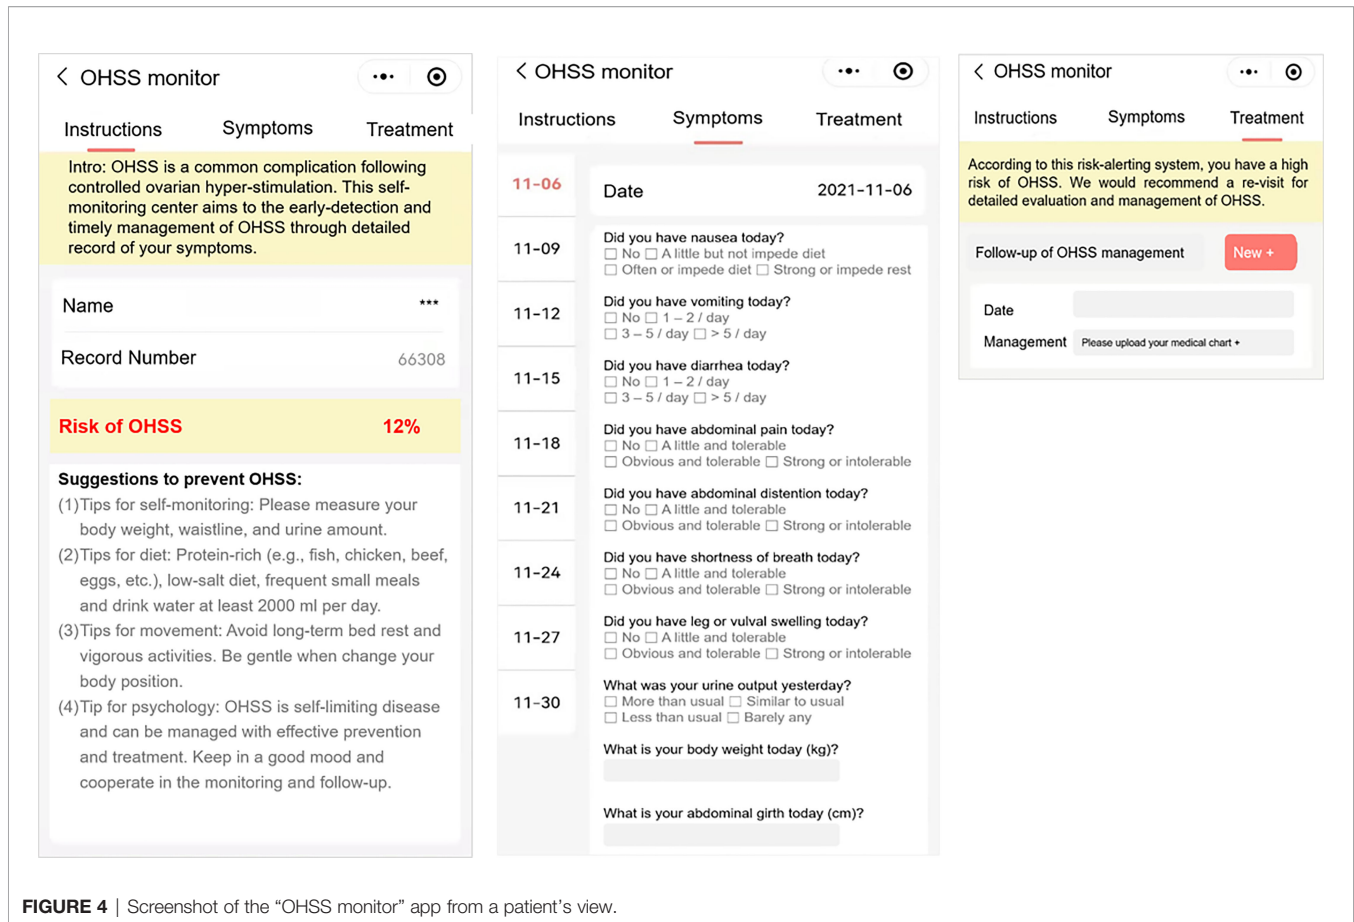 OHSS monitor
Instructions Symptoms Treatment
Intro: OHSS is a common complication following
controlled ovarian hyper-stimulation. This self-
monitoring center aims to the early-detection and
timely management of OHSS through detailed
record of your symptoms.
Name ***
Record Number 66308
Risk of OHSS 12%
Suggestions to prevent OHSS:
(1)Tips for self-monitoring: Please measure your
body weight, waistline, and urine amount.
(2)Tips for diet: Protein-rich (e.g., fish, chicken, beef,
eggs, etc.), low-salt diet, frequent small meals
and drink water at least 2000 ml per day.
(3)Tips for movement: Avoid long-term bed rest and
vigorous activities. Be gentle when change your
body position.
(4)Tip for psychology: OHSS is self-limiting disease
and can be managed with effective prevention
and treatment. Keep in a good mood and
cooperate in the monitoring and follow-up.
OHSS monitor
Instructions Symptoms Treatment
11-06
11-09
11-12
11-15
11-18
11-21
11-24
11-27
11-30
Date 2021-11-06
Did you have nausea today?
☐ No ☐ A little but not impede diet
☐ Often or impede diet ☐ Strong or impede rest
Did you have vomiting today?
☐ No ☐ 1 – 2 / day
☐ 3 – 5 / day ☐ > 5 / day
Did you have diarrhea today?
☐ No ☐ 1 – 2 / day
☐ 3 – 5 / day ☐ > 5 / day
Did you have abdominal pain today?
☐ No ☐ A little and tolerable
☐ Obvious and tolerable ☐ Strong or intolerable
Did you have abdominal distention today?
☐ No ☐ A little and tolerable
☐ Obvious and tolerable ☐ Strong or intolerable
Did you have shortness of breath today?
☐ No ☐ A little and tolerable
☐ Obvious and tolerable ☐ Strong or intolerable
Did you have leg or vulval swelling today?
☐ No ☐ A little and tolerable
☐ Obvious and tolerable ☐ Strong or intolerable
What was your urine output yesterday?
☐ More than usual ☐ Similar to usual
☐ Less than usual ☐ Barely any
What is your body weight today (kg)?
What is your abdominal girth today (cm)?
OHSS monitor
Instructions Symptoms Treatment
According to this risk-alerting system, you have a high
risk of OHSS. We would recommend a re-visit for
detailed evaluation and management of OHSS.
Follow-up of OHSS management New +
Date
Management Please upload your medical chart +
FIGURE 4 | Screenshot of the “OHSS monitor” app from a patient’s view.